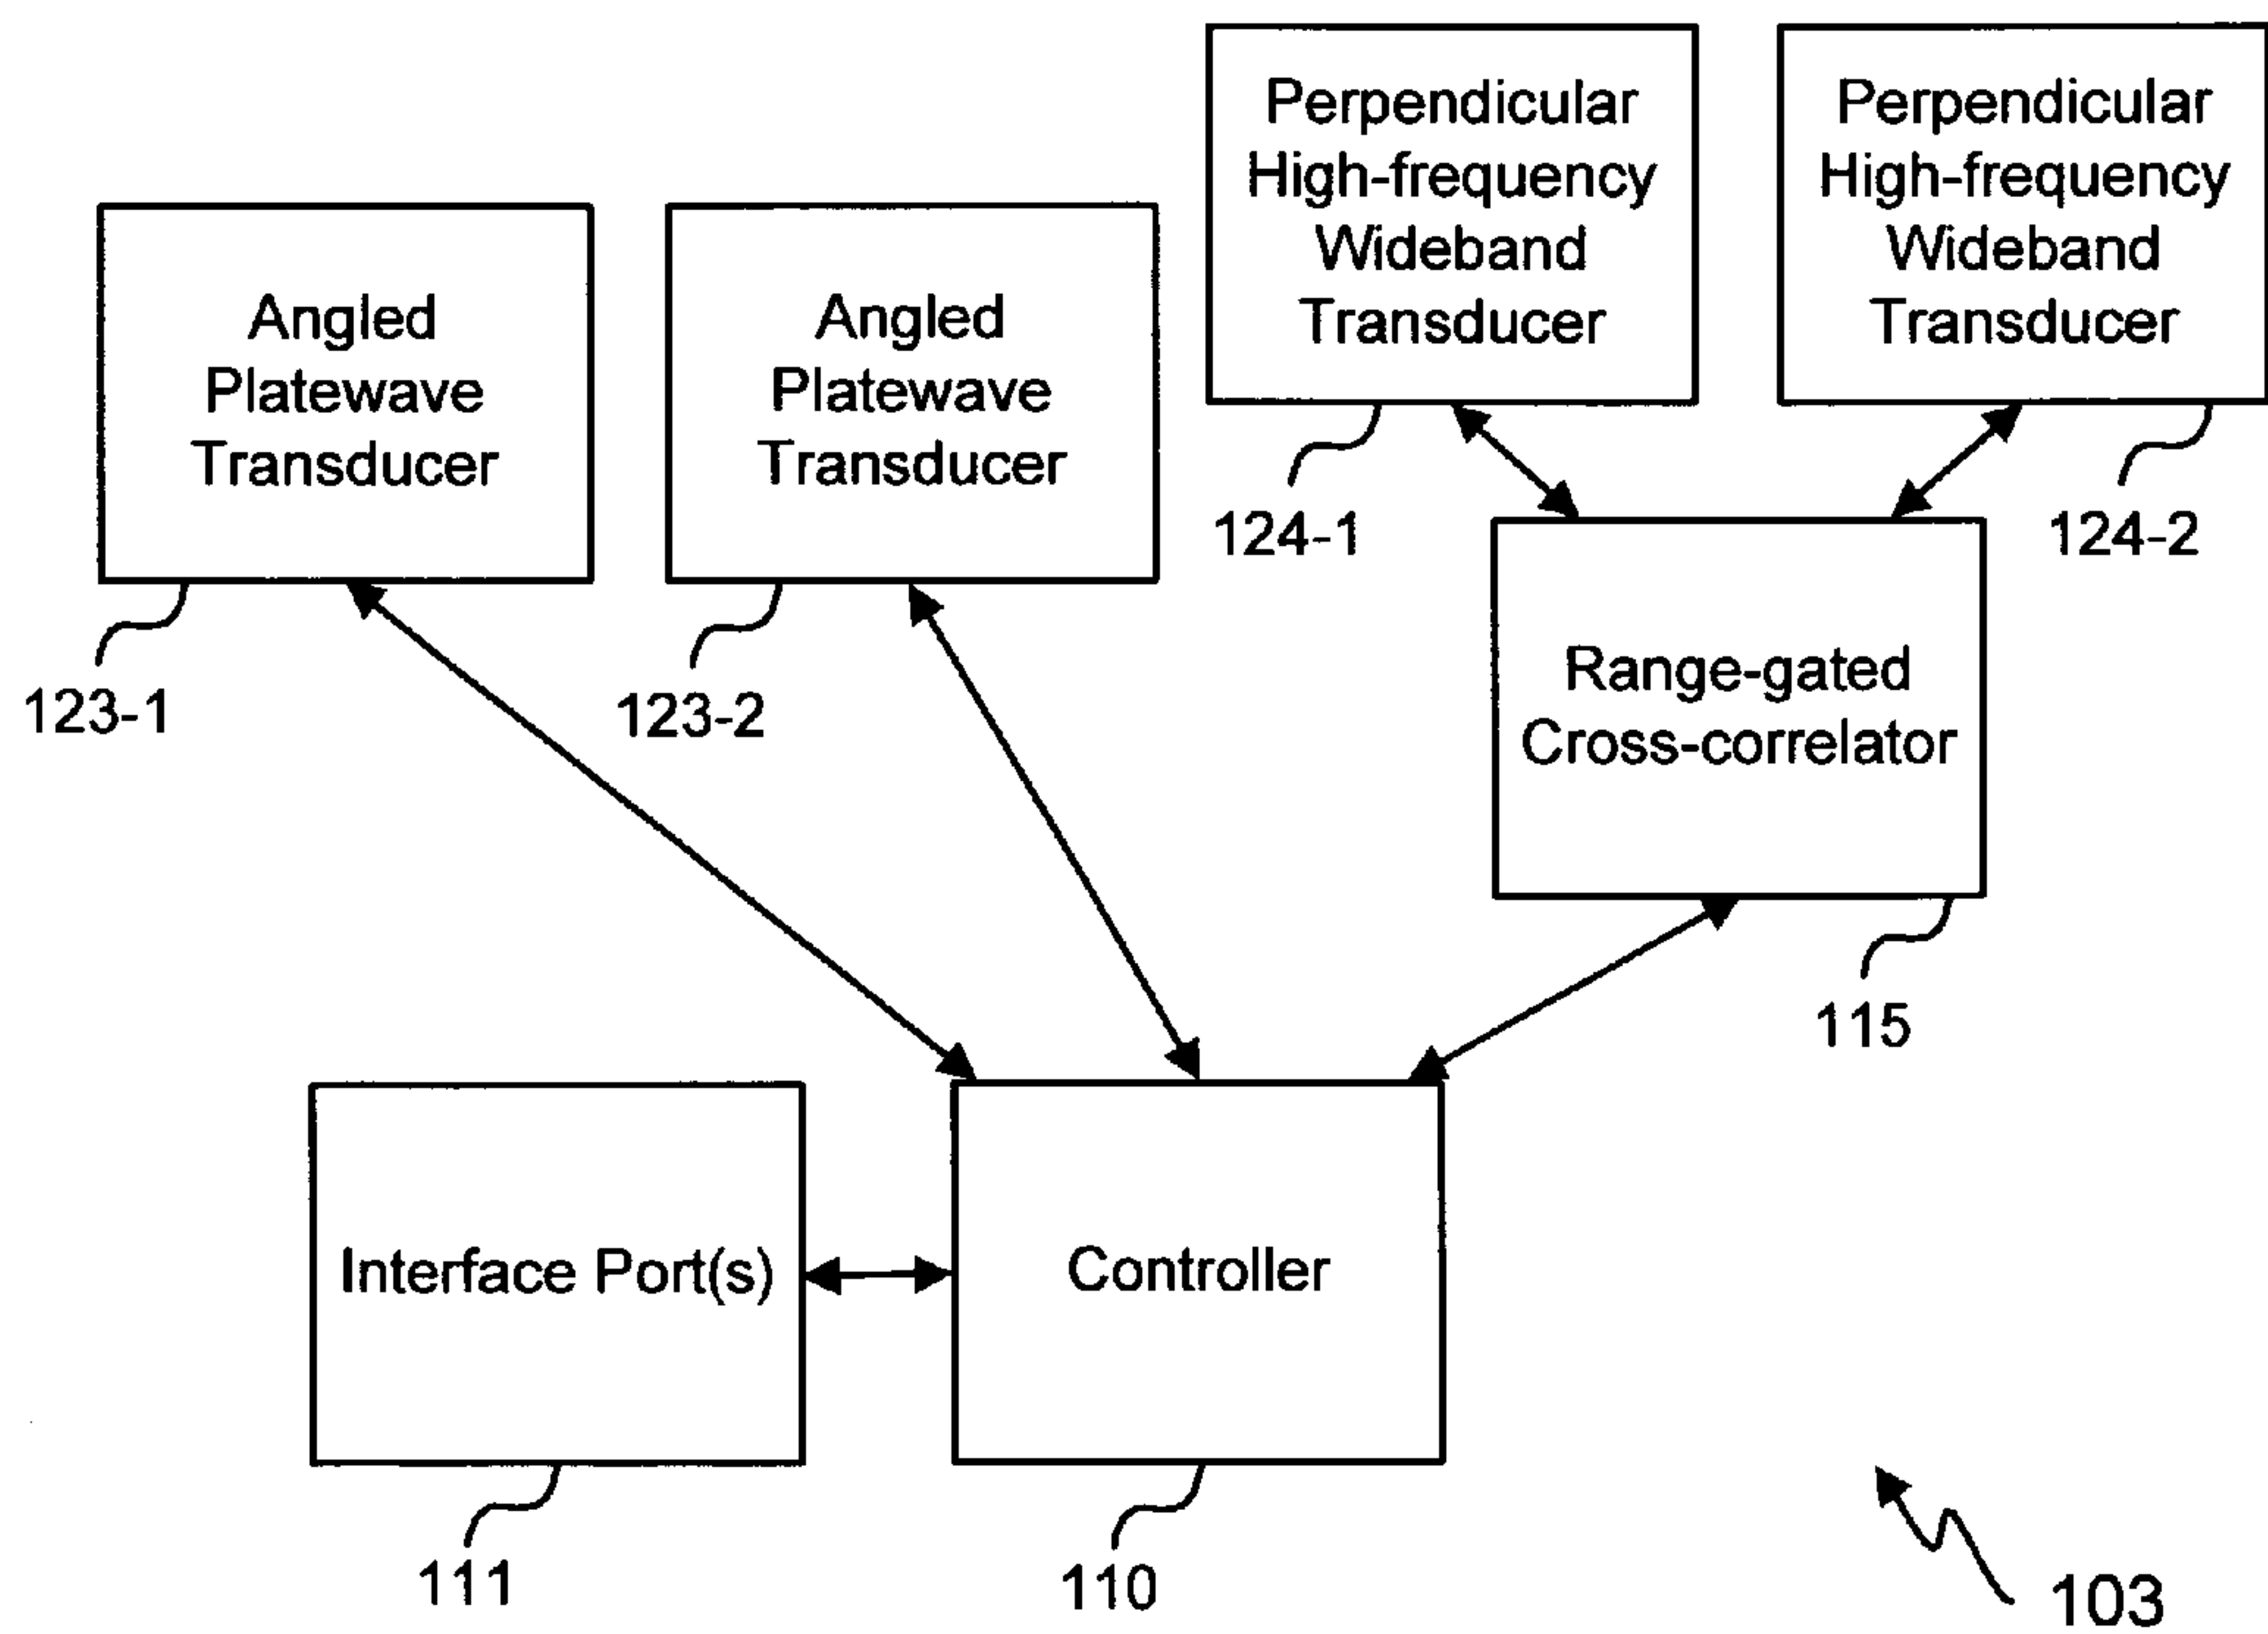 Perpendicular
High-frequency
Wideband
Transducer
Perpendicular
High-frequency
Wideband
Transducer
Angled
Platewave
Transducer
Angled
Platewave
Transducer
124-1
124-2
123-1
123-2
Range-gated
Cross-correlator
115
Interface Port(s)
Controller
111
110
103